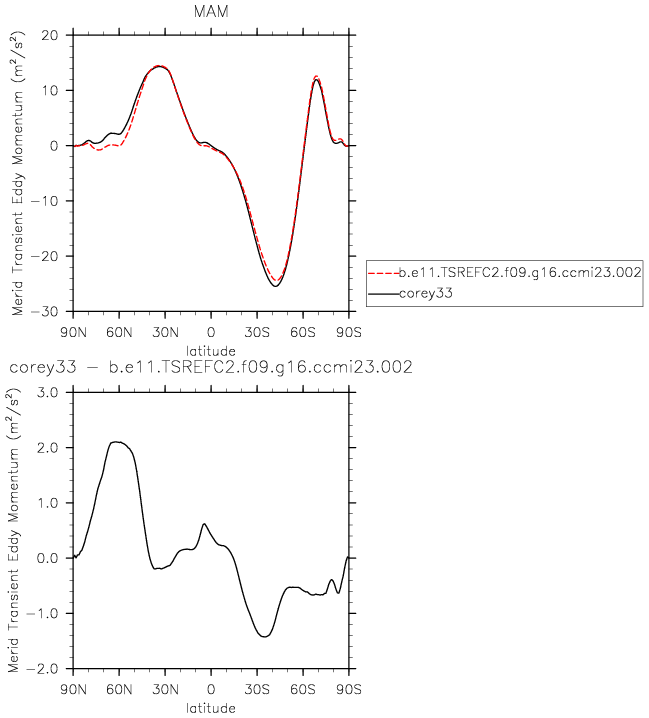 MAM
Merid Transient Eddy Momentum (m²/s²)
20
10
0
−10
−20
−30
90N 60N 30N 0 30S 60S 90S
latitude
b.e11.TSREFC2.f09.g16.ccmi23.002
corey33
corey33 − b.e11.TSREFC2.f09.g16.ccmi23.002
Merid Transient Eddy Momentum (m²/s²)
3.0
2.0
1.0
0.0
−1.0
−2.0
90N 60N 30N 0 30S 60S 90S
latitude